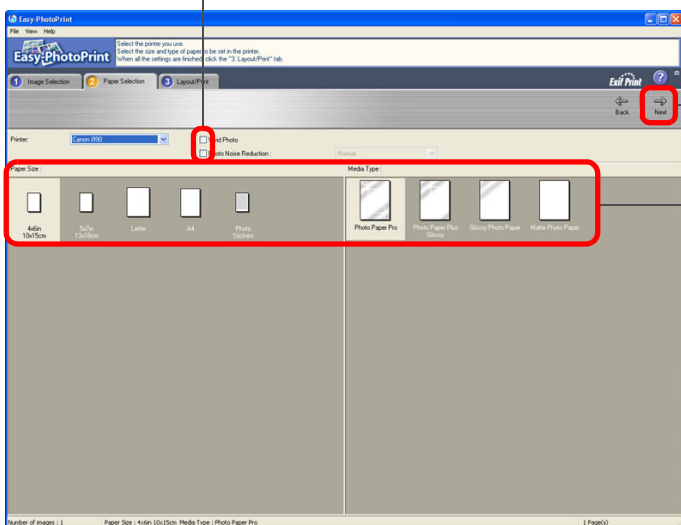 Easy-PhotoPrint
File View Help
Easy-PhotoPrint
Select the printer you use.
Select the size and type of paper to be set in the printer.
When all the settings are finished, click the "3. Layout/Print" tab.
1 Image Selection 2 Paper Selection 3 Layout/Print
Exif Print ?
Back Next
Printer: Canon i990
Vivid Photo
Photo Noise Reduction : Normal
Paper Size : Media Type :
4x6in 5x7in Letter A4 Photo Photo Paper Pro Photo Paper Plus Glossy Photo Paper Matte Photo Paper
10x15cm 13x18cm Stickers Glossy
Number of images : 1 Paper Size : 4x6in 10x15cm Media Type : Photo Paper Pro 1 Page(s)